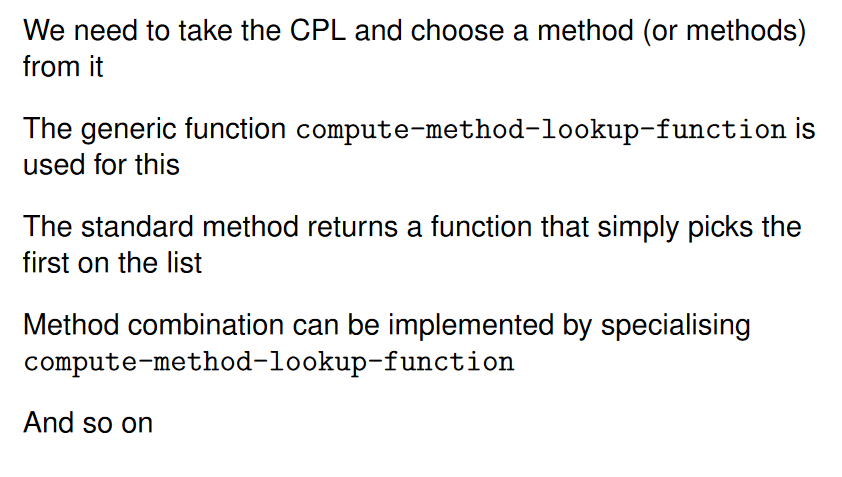 We need to take the CPL and choose a method (or methods)
from it
The generic function compute-method-lookup-function is
used for this
The standard method returns a function that simply picks the
first on the list
Method combination can be implemented by specialising
compute-method-lookup-function
And so on